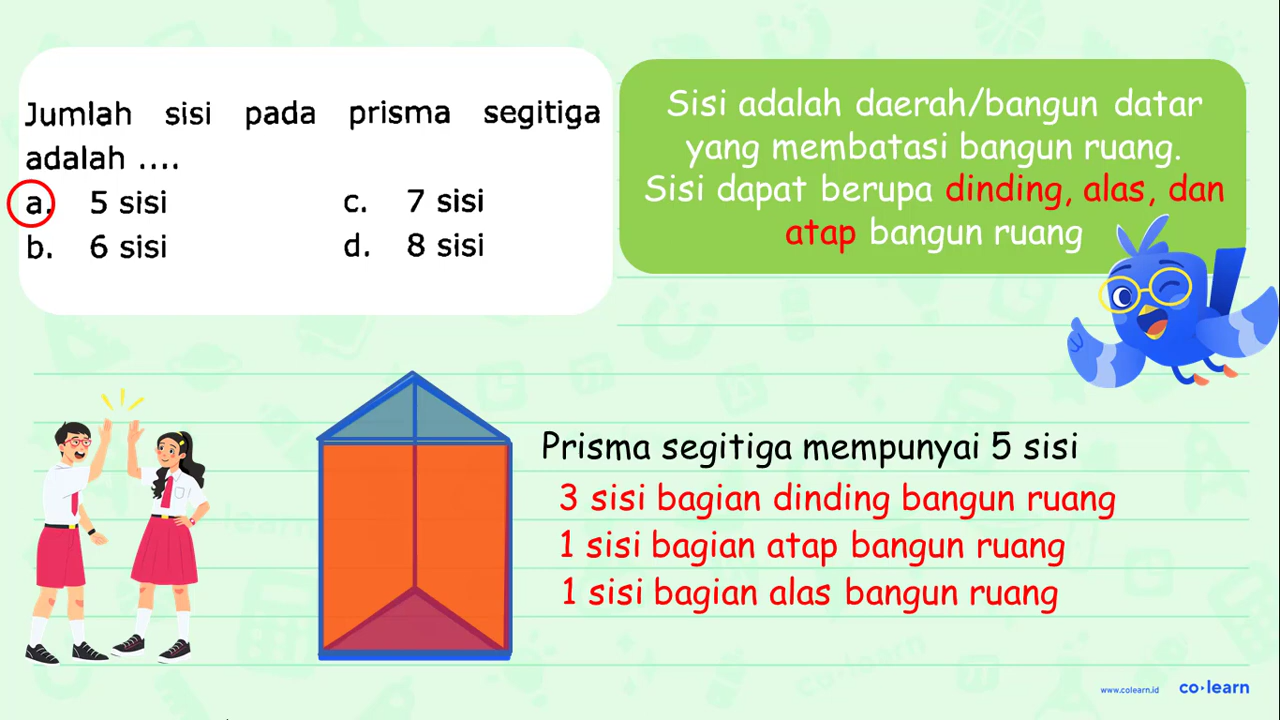 Jumlah sisi pada prisma segitiga
adalah ....
a. 5 sisi
b. 6 sisi
c. 7 sisi
d. 8 sisi
Sisi adalah daerah/bangun datar
yang membatasi bangun ruang.
Sisi dapat berupa dinding, alas, dan
atap bangun ruang
Prisma segitiga mempunyai 5 sisi
3 sisi bagian dinding bangun ruang
1 sisi bagian atap bangun ruang
1 sisi bagian alas bangun ruang
www.colearn.id
co·learn